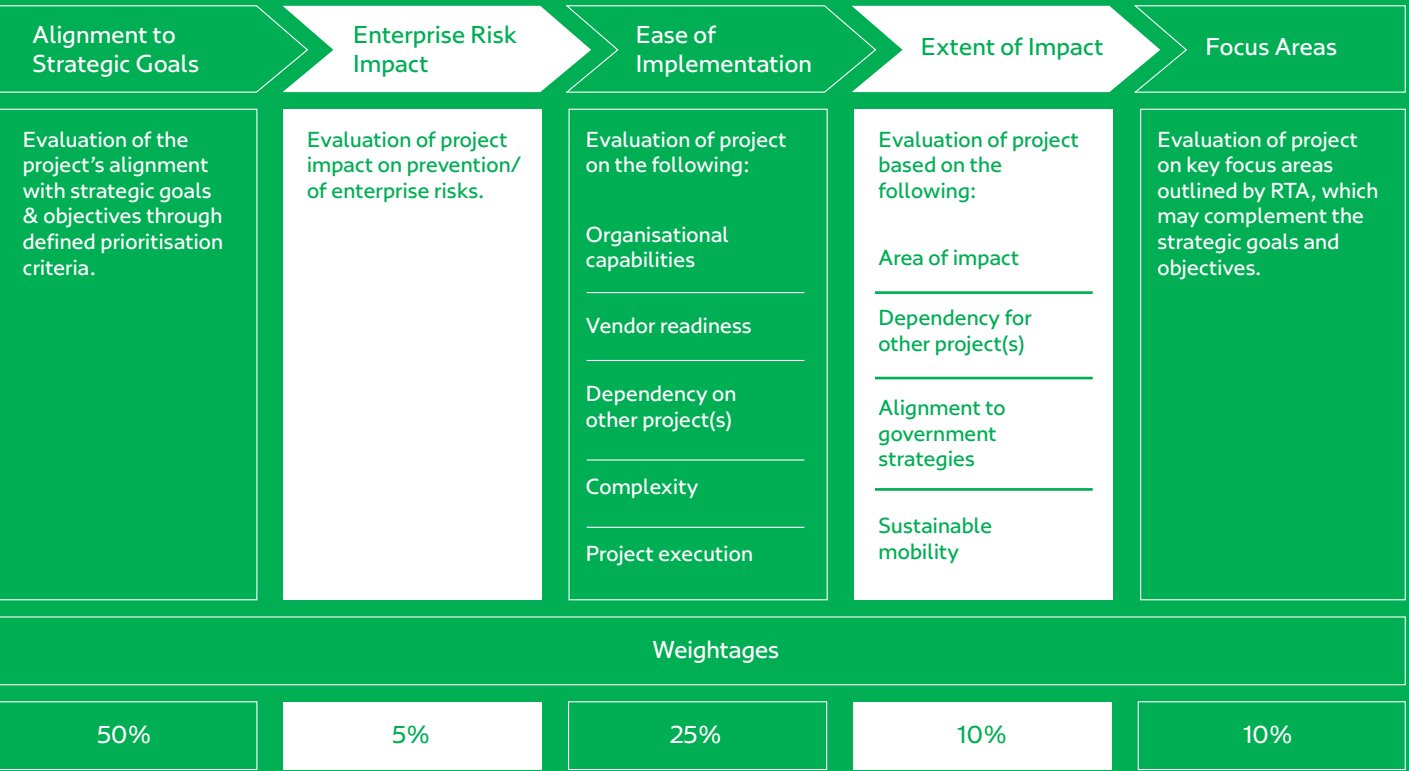 Alignment to
Strategic Goals
Enterprise Risk
Impact
Ease of
Implementation
Extent of Impact
Focus Areas
Evaluation of the
project’s alignment
with strategic goals
& objectives through
defined prioritisation
criteria.
Evaluation of project
impact on prevention/
of enterprise risks.
Evaluation of project
on the following:
Organisational
capabilities
Vendor readiness
Dependency on
other project(s)
Complexity
Project execution
Evaluation of project
based on the
following:
Area of impact
Dependency for
other project(s)
Alignment to
government
strategies
Sustainable
mobility
Evaluation of project
on key focus areas
outlined by RTA, which
may complement the
strategic goals and
objectives.
Weightages
50%
5%
25%
10%
10%